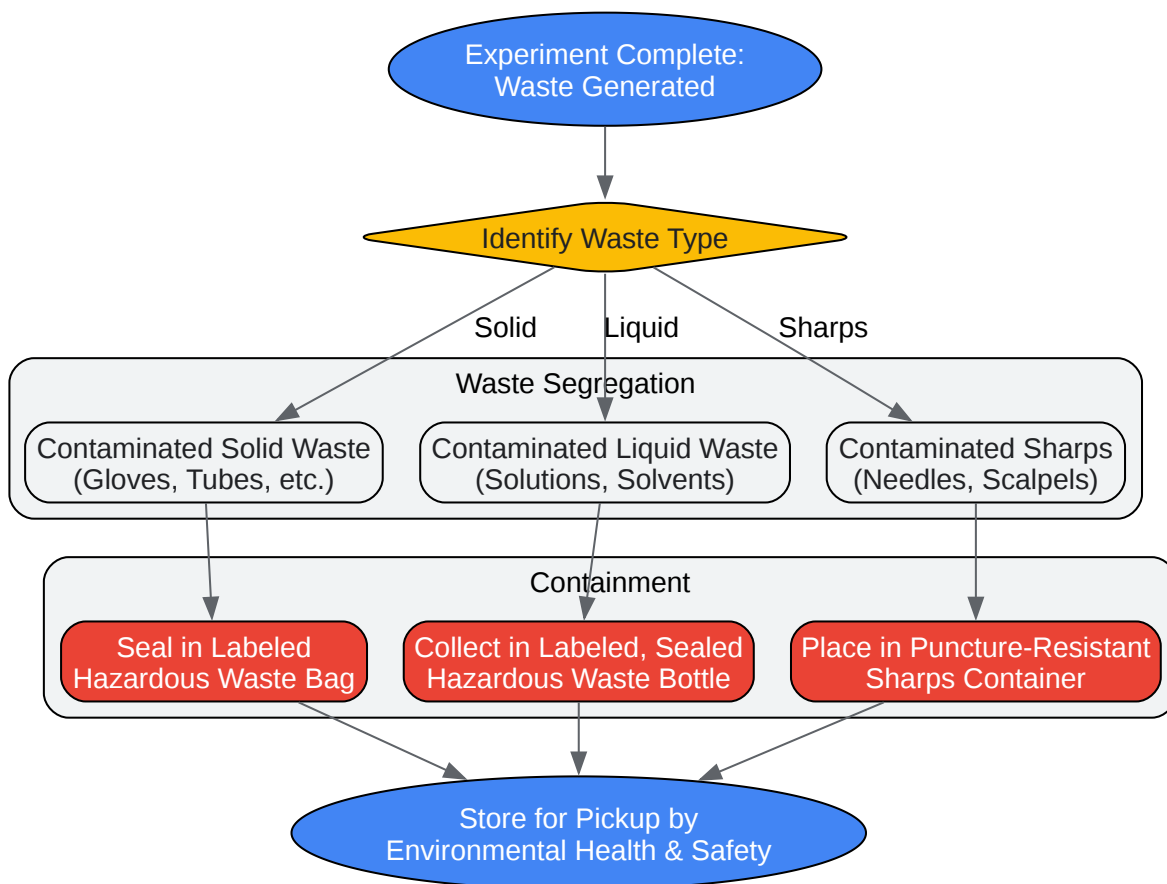 Experiment Complete:
Waste Generated
Identify Waste Type
Solid
Liquid
Sharps
Waste Segregation
Contaminated Solid Waste
(Gloves, Tubes, etc.)
Contaminated Liquid Waste
(Solutions, Solvents)
Contaminated Sharps
(Needles, Scalpels)
Containment
Seal in Labeled
Hazardous Waste Bag
Collect in Labeled, Sealed
Hazardous Waste Bottle
Place in Puncture-Resistant
Sharps Container
Store for Pickup by
Environmental Health & Safety